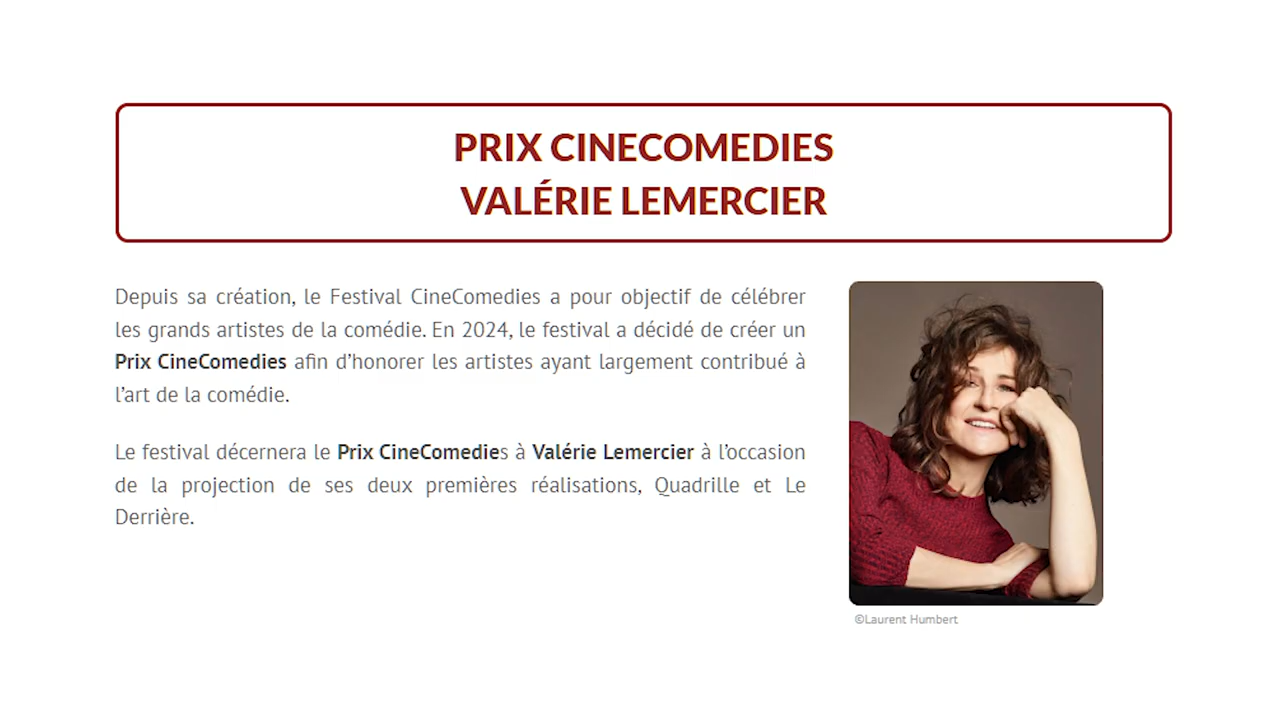 PRIX CINECOMEDIES
VALÉRIE LEMERCIER
Depuis sa création, le Festival CineComedies a pour objectif de célébrer
les grands artistes de la comédie. En 2024, le festival a décidé de créer un
Prix CineComedies afin d’honorer les artistes ayant largement contribué à
l’art de la comédie.
Le festival décernera le Prix CineComedies à Valérie Lemercier à l’occasion
de la projection de ses deux premières réalisations, Quadrille et Le
Derrière.
©Laurent Humbert